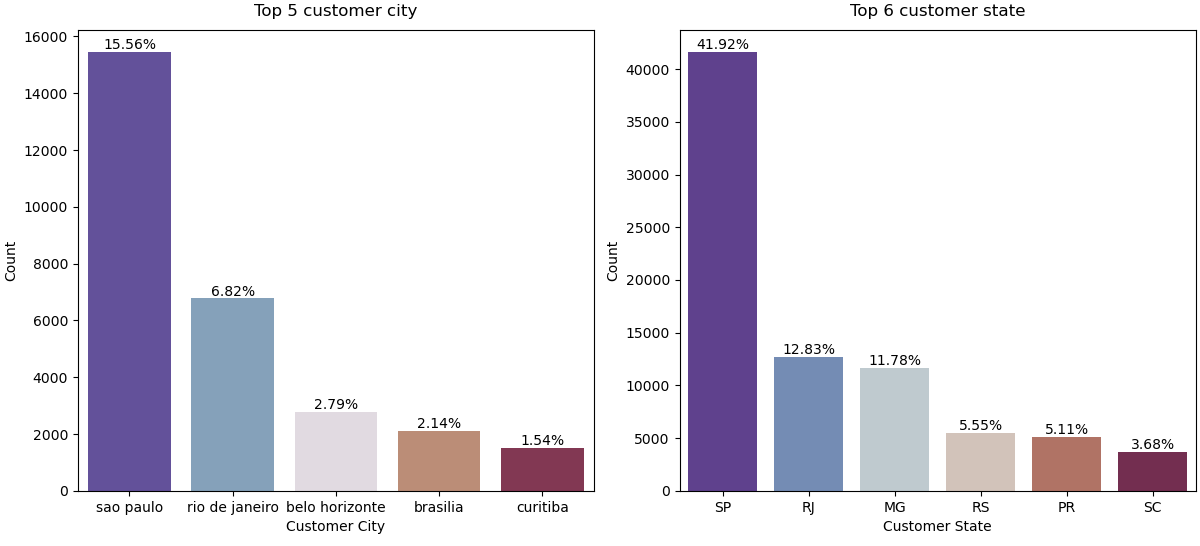 Top 5 customer city
16000
14000
12000
10000
8000
6000
4000
2000
0
Count
15.56%
6.82%
2.79%
2.14%
1.54%
sao paulo
rio de janeiro
belo horizonte
brasilia
curitiba
Customer City
Top 6 customer state
40000
35000
30000
25000
20000
15000
10000
5000
0
Count
41.92%
12.83%
11.78%
5.55%
5.11%
3.68%
SP
RJ
MG
RS
PR
SC
Customer State